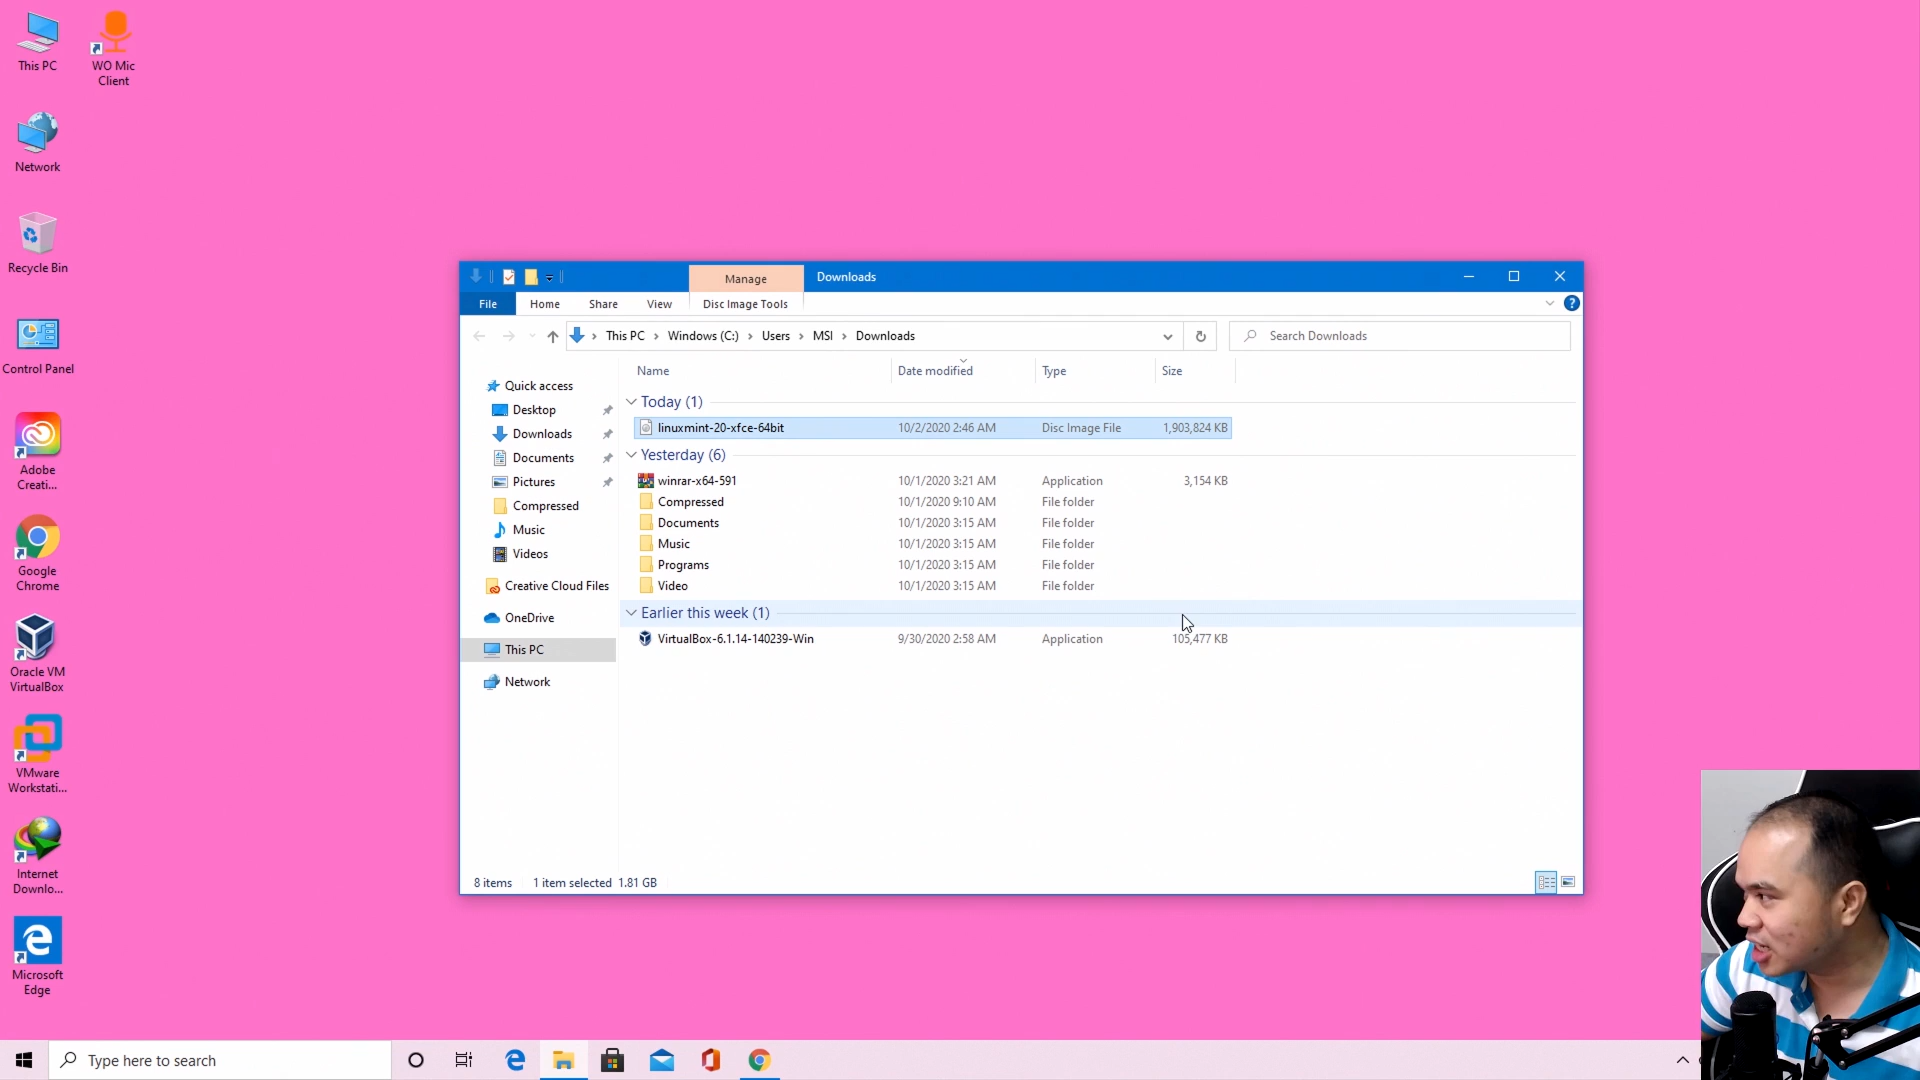 This PC
WO Mic
Client
Network
Recycle Bin
Control Panel
Adobe
Creati...
Google
Chrome
Oracle VM
VirtualBox
VMware
Workstati...
Internet
Downlo...
Microsoft
Edge
Manage
Downloads
File
Home
Share
View
Disc Image Tools
This PC > Windows (C:) > Users > MSI > Downloads
Search Downloads
Quick access
Desktop
Downloads
Documents
Pictures
Compressed
Music
Videos
Creative Cloud Files
OneDrive
This PC
Network
Name Date modified Type Size
Today (1)
linuxmint-20-xfce-64bit 10/2/2020 2:46 AM Disc Image File 1,903,824 KB
Yesterday (6)
winrar-x64-591 10/1/2020 3:21 AM Application 3,154 KB
Compressed 10/1/2020 9:10 AM File folder
Documents 10/1/2020 3:15 AM File folder
Music 10/1/2020 3:15 AM File folder
Programs 10/1/2020 3:15 AM File folder
Video 10/1/2020 3:15 AM File folder
Earlier this week (1)
VirtualBox-6.1.14-140239-Win 9/30/2020 2:58 AM Application 105,477 KB
8 items 1 item selected 1.81 GB
Type here to search